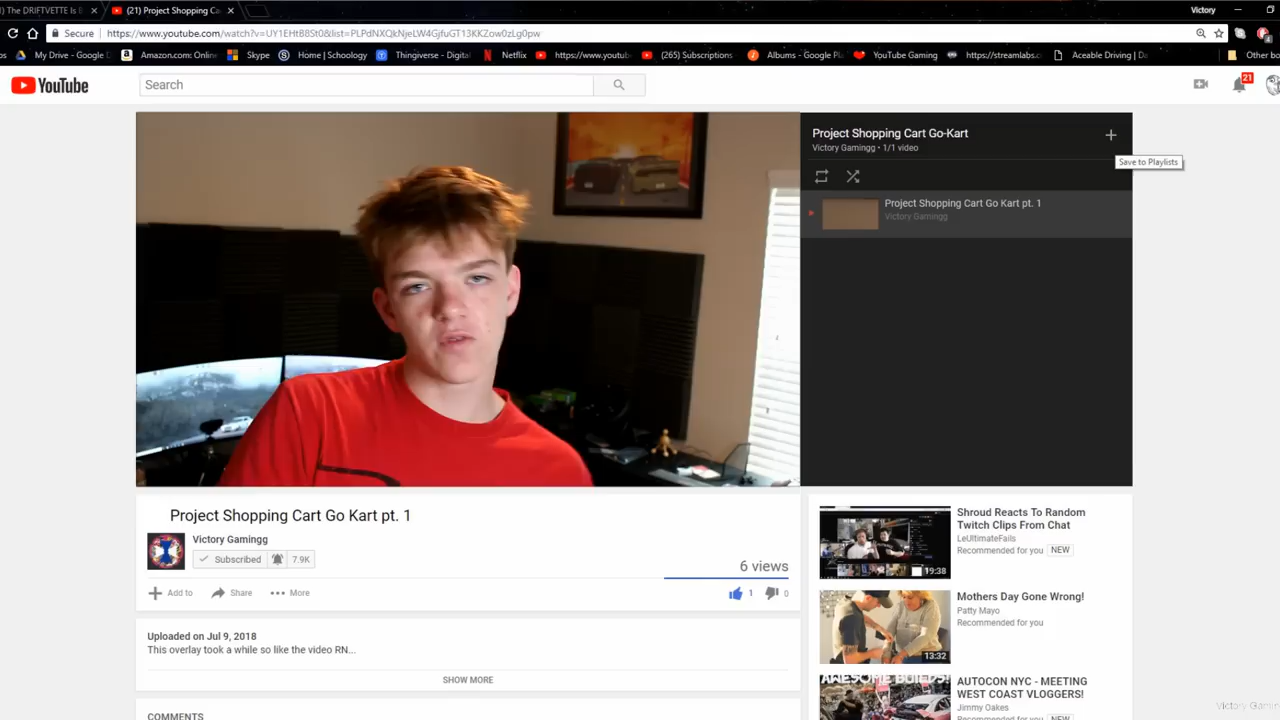 ) The DRIFTVETTE Is
(21) Project Shopping Ca
Victory
Secure
https://www.youtube.com/watch?v=UY1EHtB8St0&list=PLPdNXQlkNjeLW4GjfuGT13KKZow0zLg0pw
My Drive - Google
Amazon.com: Online
Skype
Home | Schoology
Thingiverse - Digital
Netflix
https://www.youtub
(265) Subscriptions
Albums - Google Pl
YouTube Gaming
https://streamlabs.c
Aceable Driving | Da
Other bo
YouTube
Search
21
Project Shopping Cart Go-Kart
Victory Gamingg • 1/1 video
Save to Playlists
Project Shopping Cart Go Kart pt. 1
Victory Gamingg
Project Shopping Cart Go Kart pt. 1
Victory Gamingg
Subscribed
7.9K
6 views
Add to
Share
More
1
0
Uploaded on Jul 9, 2018
This overlay took a while so like the video RN...
SHOW MORE
COMMENTS
Shroud Reacts To Random
Twitch Clips From Chat
LeUltimateFails
Recommended for you NEW
19:38
Mothers Day Gone Wrong!
Patty Mayo
Recommended for you
13:32
AWESOME BUILDS!
AUTOCON NYC - MEETING
WEST COAST VLOGGERS!
Jimmy Oakes
Recommended for you NEW
Victory Gamin